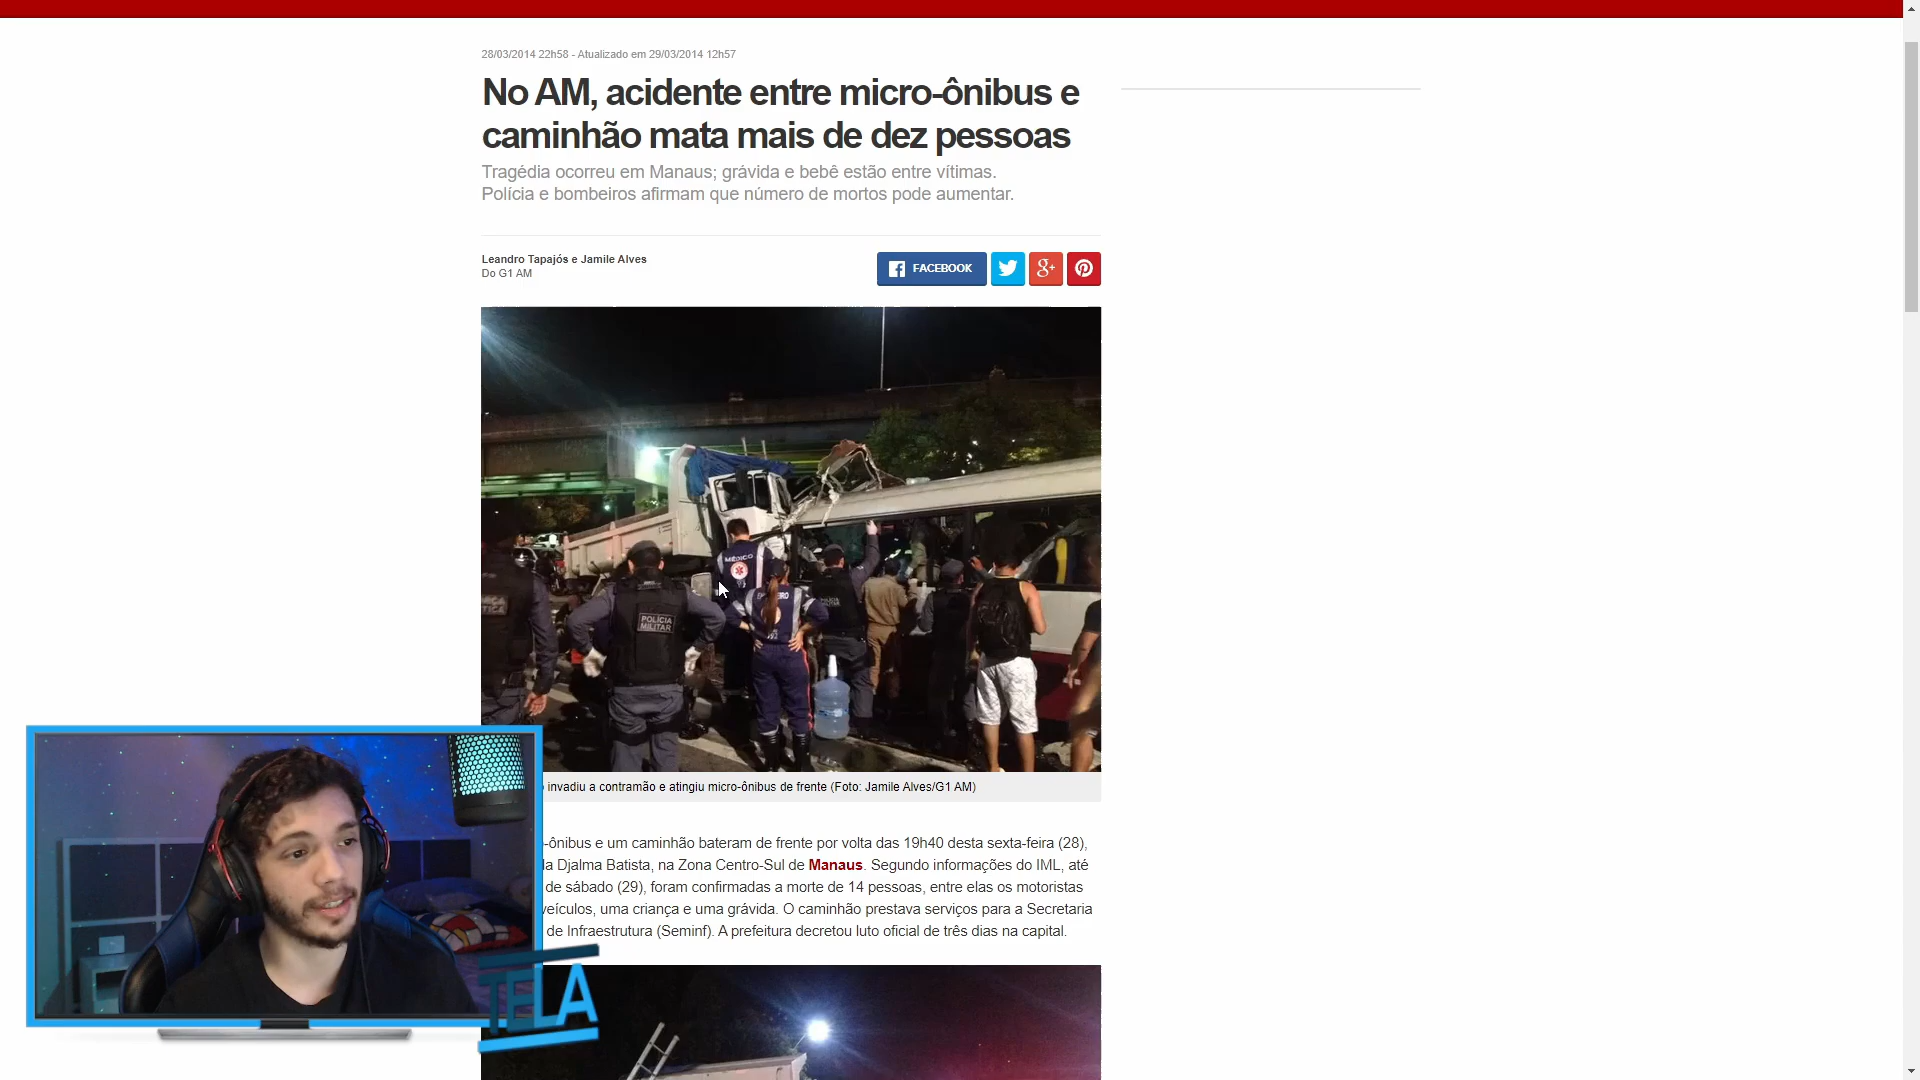 28/03/2014 22h58 - Atualizado em 29/03/2014 12h57
No AM, acidente entre micro-ônibus e
caminhão mata mais de dez pessoas
Tragédia ocorreu em Manaus; grávida e bebê estão entre vítimas.
Polícia e bombeiros afirmam que número de mortos pode aumentar.
Leandro Tapajós e Jamile Alves
Do G1 AM
FACEBOOK
g+
MÉDICO
POLÍCIA
MILITAR
invadiu a contramão e atingiu micro-ônibus de frente (Foto: Jamile Alves/G1 AM)
-ônibus e um caminhão bateram de frente por volta das 19h40 desta sexta-feira (28),
Djalma Batista, na Zona Centro-Sul de Manaus. Segundo informações do IML, até
de sábado (29), foram confirmadas a morte de 14 pessoas, entre elas os motoristas
veículos, uma criança e uma grávida. O caminhão prestava serviços para a Secretaria
de Infraestrutura (Seminf). A prefeitura decretou luto oficial de três dias na capital.
TELA